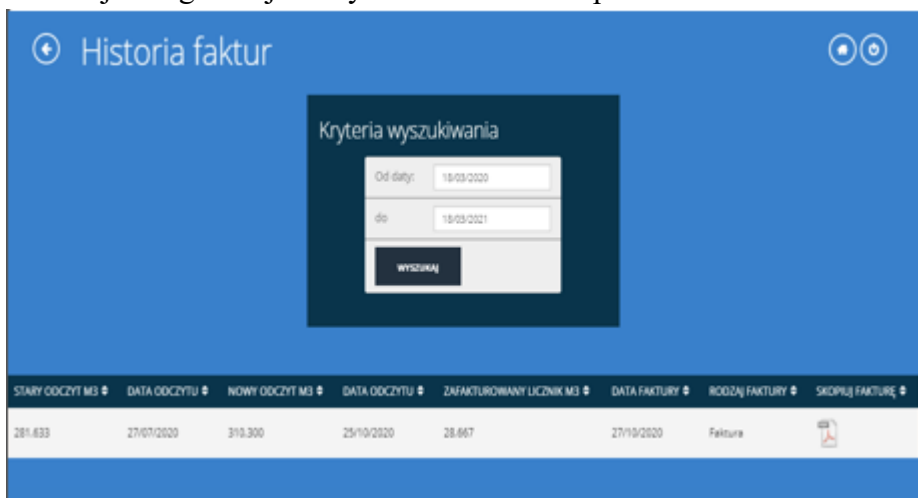 Historia faktur
Kryteria wyszukiwania
Od daty: 18/03/2020
do 18/03/2021
WYSZUKAJ
STARY ODCZYT M3 DATA ODCZYTU NOWY ODCZYT M3 DATA ODCZYTU ZAFAKTUROWANY LICZNIK M3 DATA FAKTURY RODZAJ FAKTURY SKOPIUJ FAKTURĘ
281.633 27/07/2020 310.300 25/10/2020 28.667 27/10/2020 Faktura